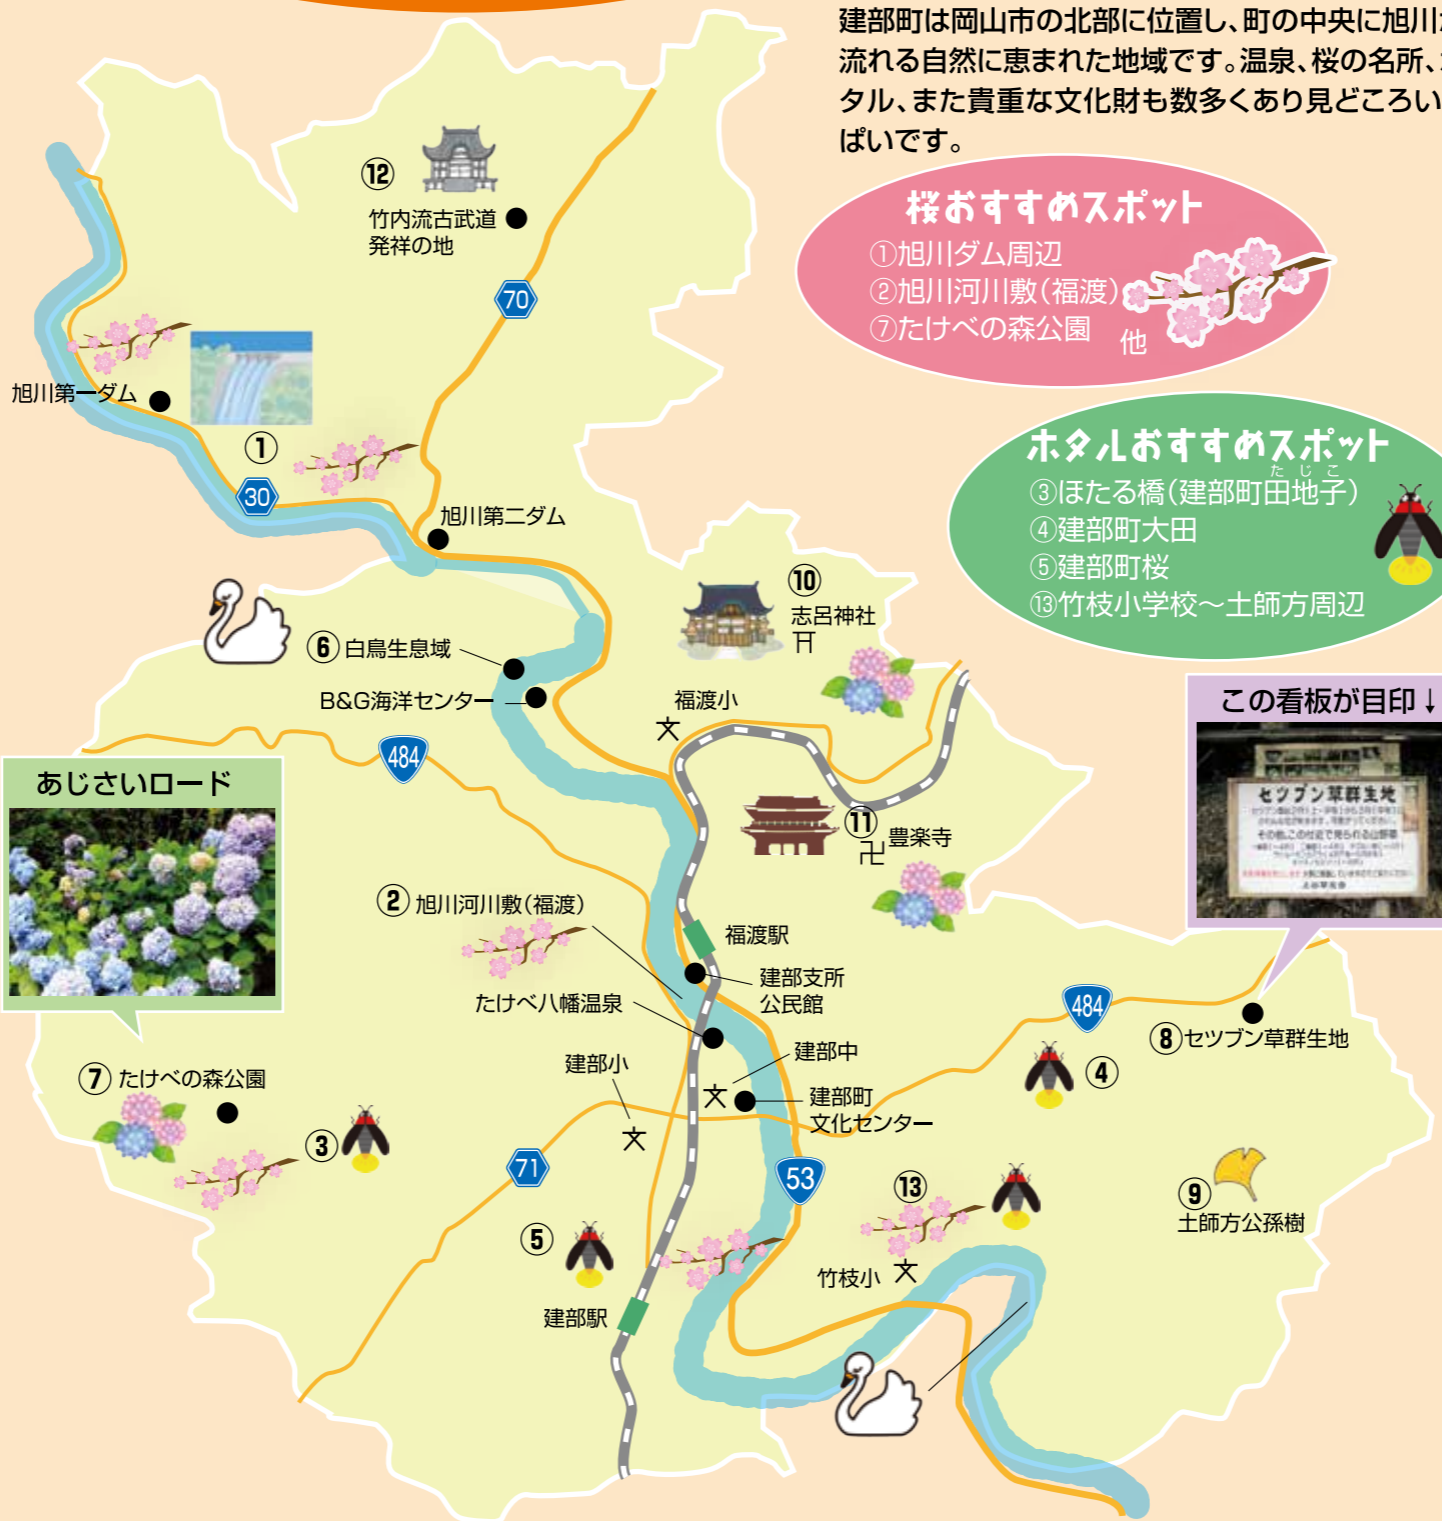 建部町は岡山市の北部に位置し、町の中央に旭川が
流れる自然に恵まれた地域です。温泉、桜の名所、ホ
タル、また貴重な文化財も数多くあり見どころいっ
ぱいです。
桜おすすめスポット
①旭川ダム周辺
②旭川河川敷(福渡)
⑦たけべの森公園
他
ホタルおすすめスポット
たじこ
③ほたる橋(建部町田地子)
④建部町大田
⑤建部町桜
⑬竹枝小学校～土師方周辺
⑫
竹内流古武道
発祥の地
70
旭川第一ダム
①
30
旭川第二ダム
⑩
志呂神社
⑥白鳥生息域
B&G海洋センター
福渡小
文
484
この看板が目印↓
セツブン草群生地
あじさいロード
⑪
豊楽寺
卍
②旭川河川敷(福渡)
福渡駅
建部支所
公民館
たけべ八幡温泉
484
⑧セツブン草群生地
建部中
文
建部小
文
④
⑦たけべの森公園
建部町
文化センター
③
71
53
⑬
⑨
土師方公孫樹
⑤
竹枝小
文
建部駅